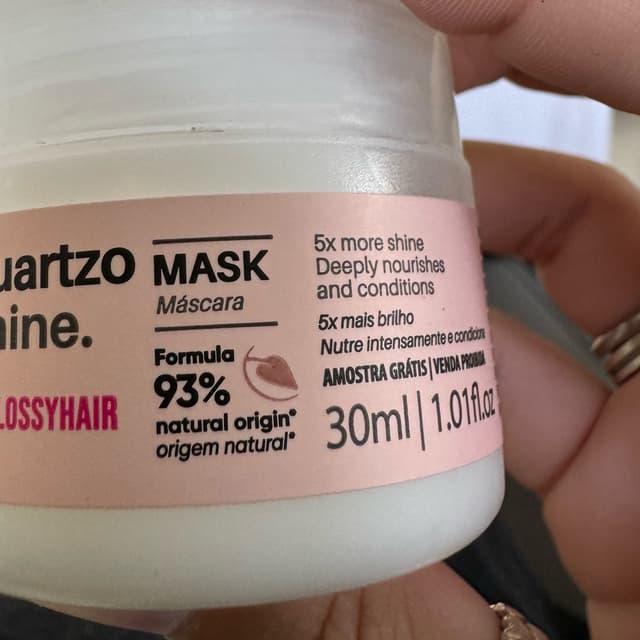 uartzo
hine.
LOSSYHAIR
MASK
Máscara
Formula
93%
natural origin*
origem natural*
5x more shine
Deeply nourishes
and conditions
5x mais brilho
Nutre intensamente e condiciona
AMOSTRA GRÁTIS | VENDA PROIBIDA
30ml | 1.01fl.oz